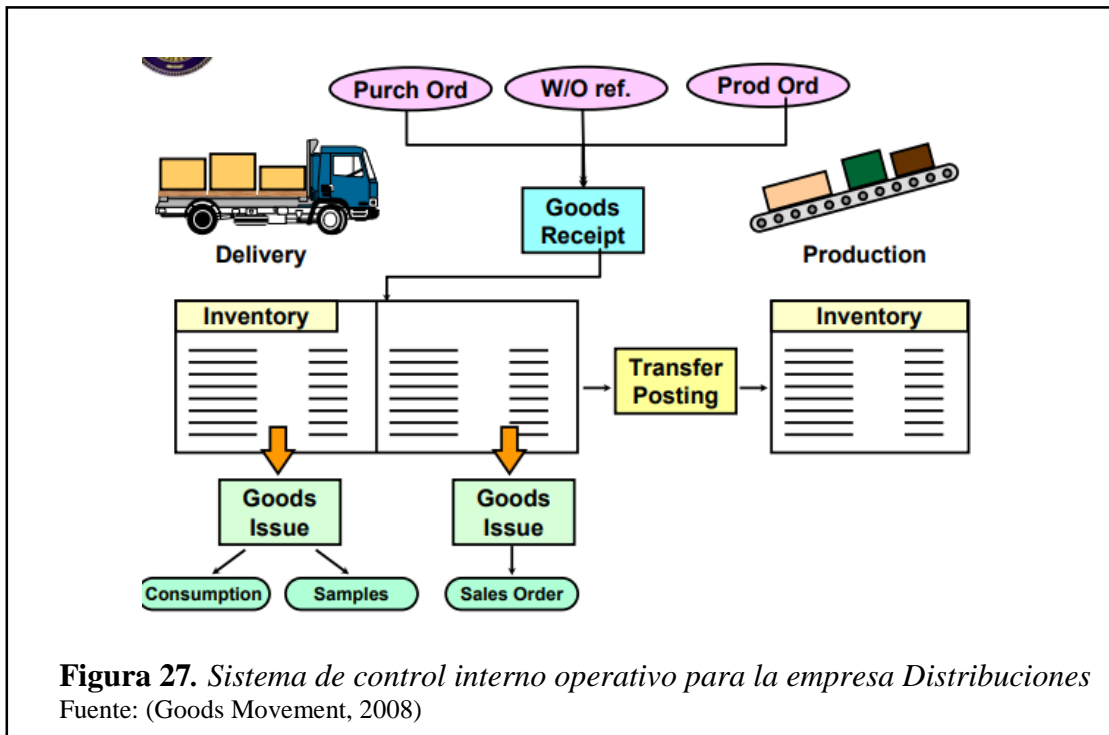 Purch Ord
W/O ref.
Prod Ord
Goods
Receipt
Delivery
Production
Inventory
Transfer
Posting
Inventory
Goods
Issue
Goods
Issue
Consumption
Samples
Sales Order
Figura 27. Sistema de control interno operativo para la empresa Distribuciones
Fuente: (Goods Movement, 2008)